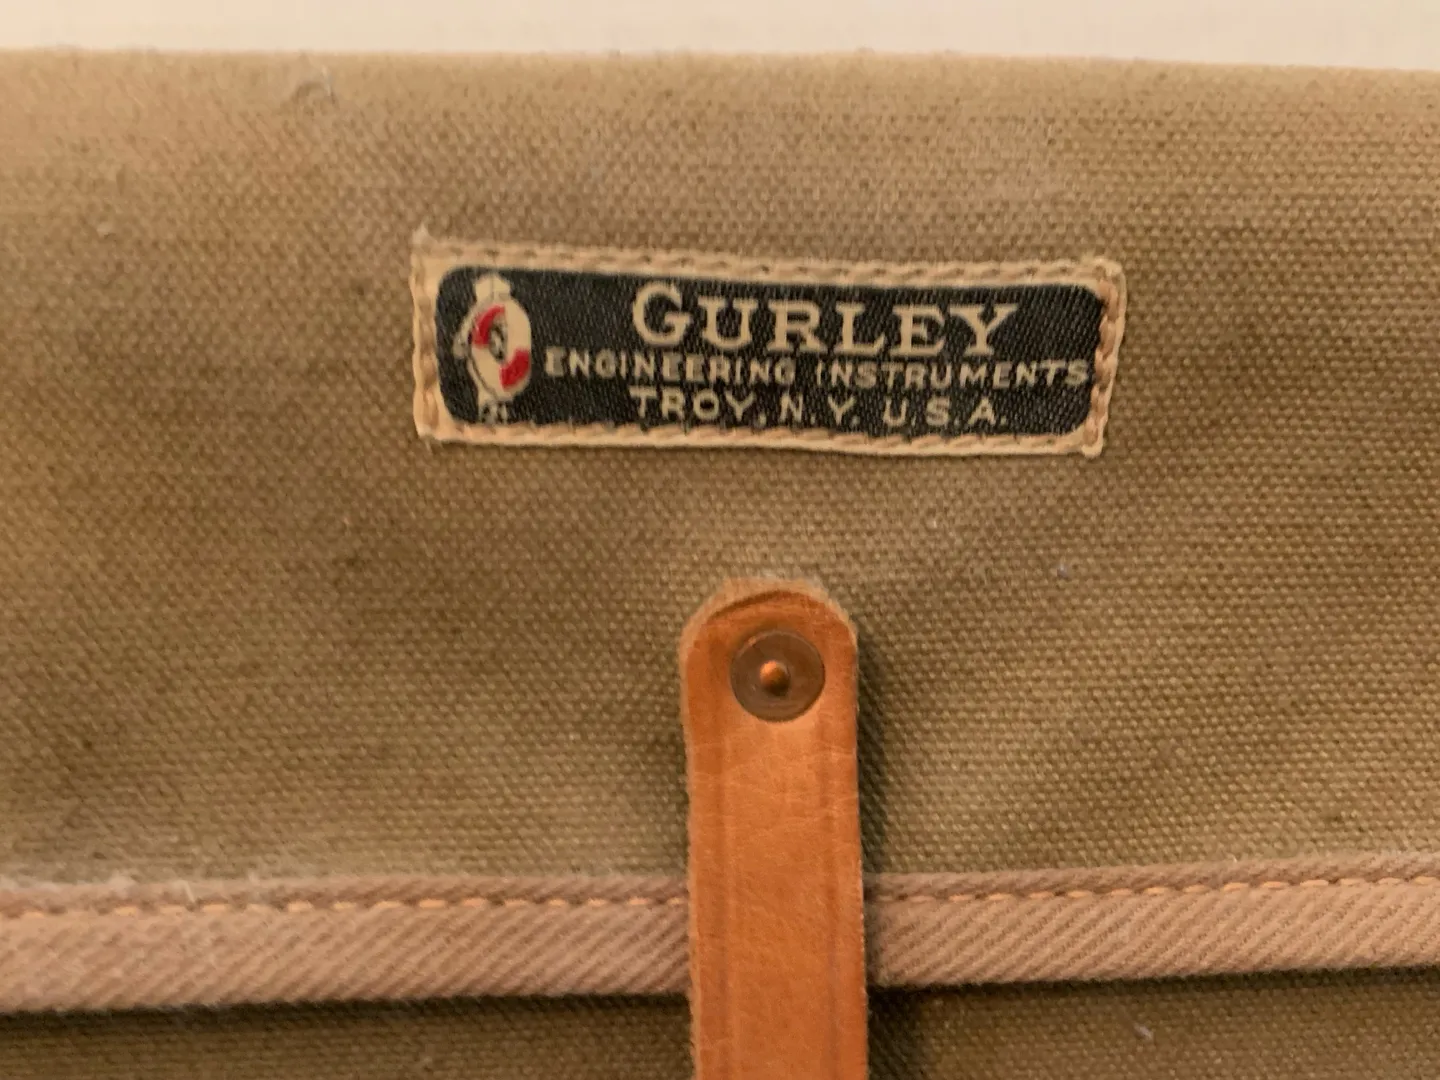 GURLEY
ENGINEERING INSTRUMENTS
TROY, N.Y. U.S.A.